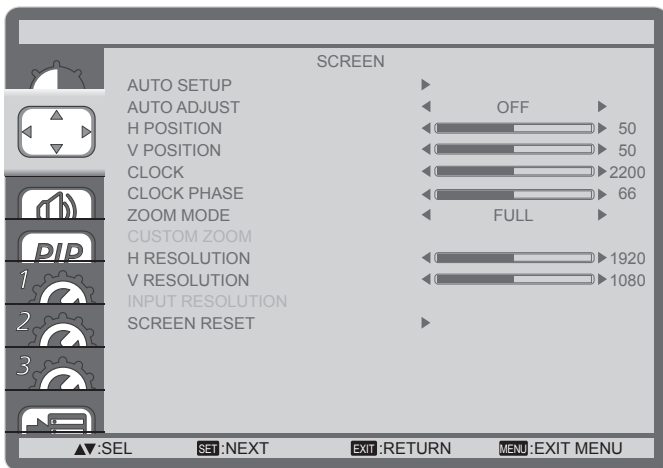 SCREEN
AUTO SETUP
AUTO ADJUST OFF
H POSITION 50
V POSITION 50
CLOCK 2200
CLOCK PHASE 66
ZOOM MODE FULL
CUSTOM ZOOM
H RESOLUTION 1920
V RESOLUTION 1080
INPUT RESOLUTION
SCREEN RESET
PIP
1
2
3
▲▼:SEL SET:NEXT EXIT:RETURN MENU:EXIT MENU